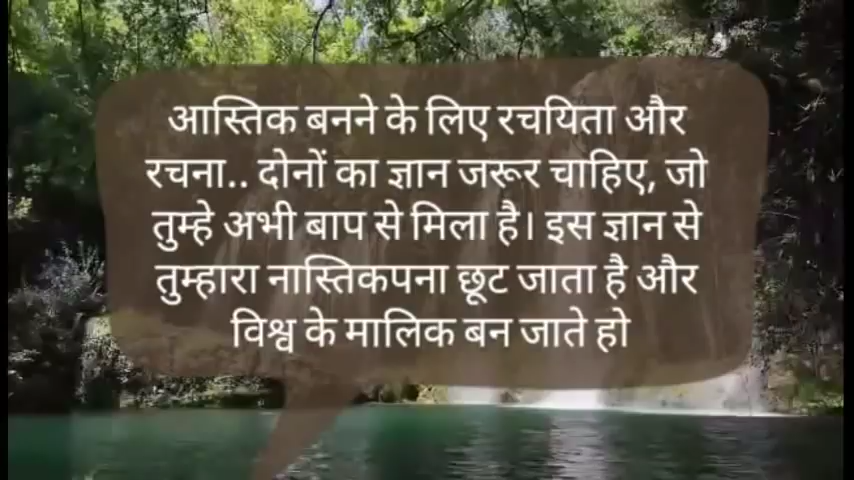 आस्तिक बनने के लिए रचयिता और
रचना.. दोनों का ज्ञान जरूर चाहिए, जो
तुम्हे अभी बाप से मिला है। इस ज्ञान से
तुम्हारा नास्तिकपना छूट जाता है और
विश्व के मालिक बन जाते हो